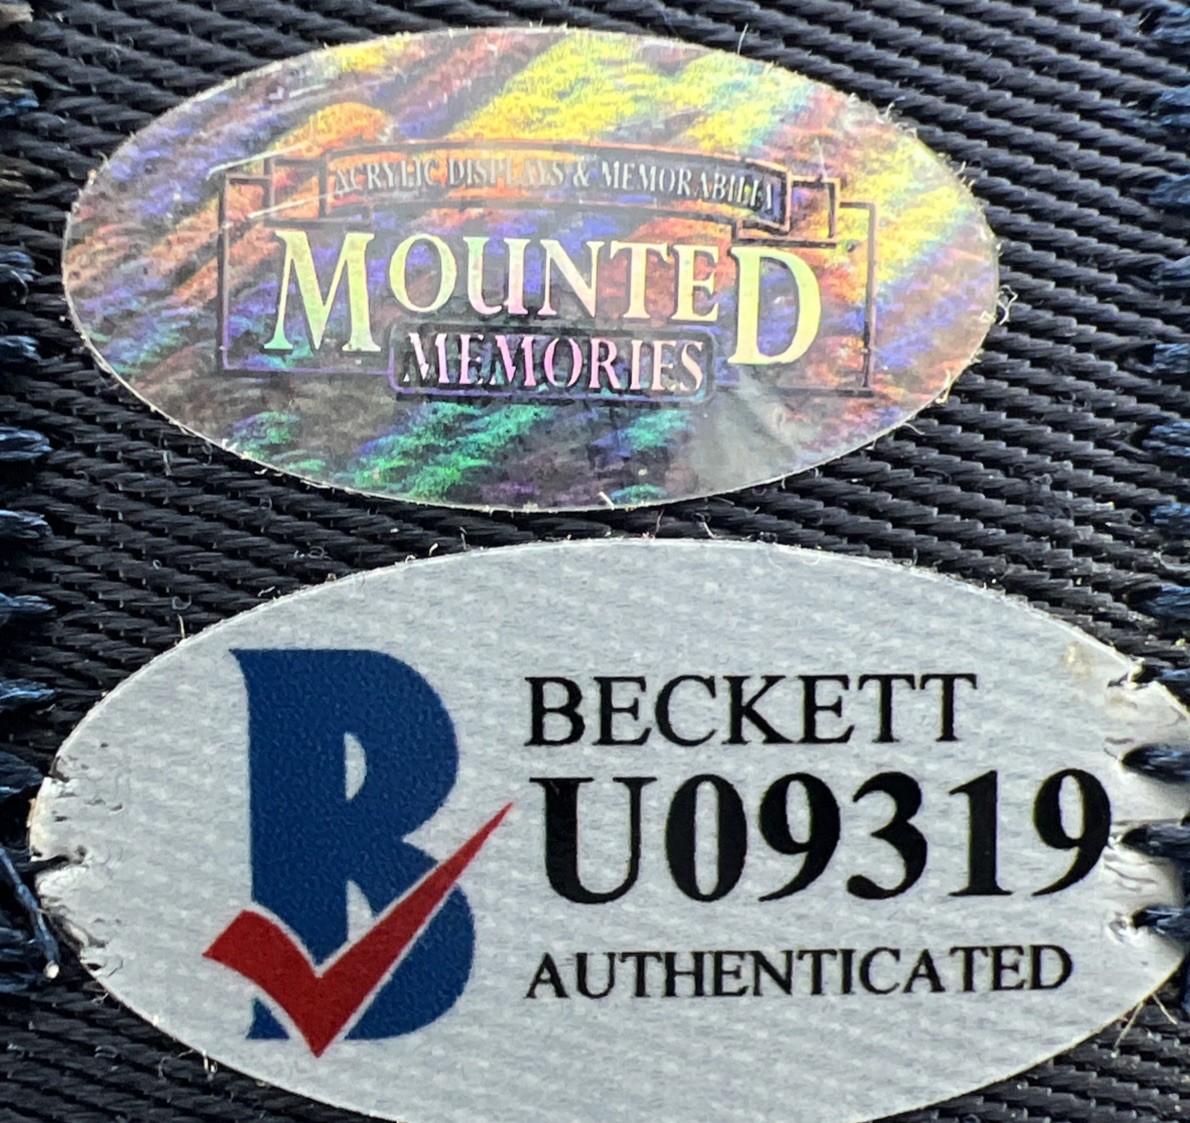 ACRYLIC DISPLAYS & MEMORABILIA
MOUNTED
MEMORIES
B
BECKETT
U09319
AUTHENTICATED